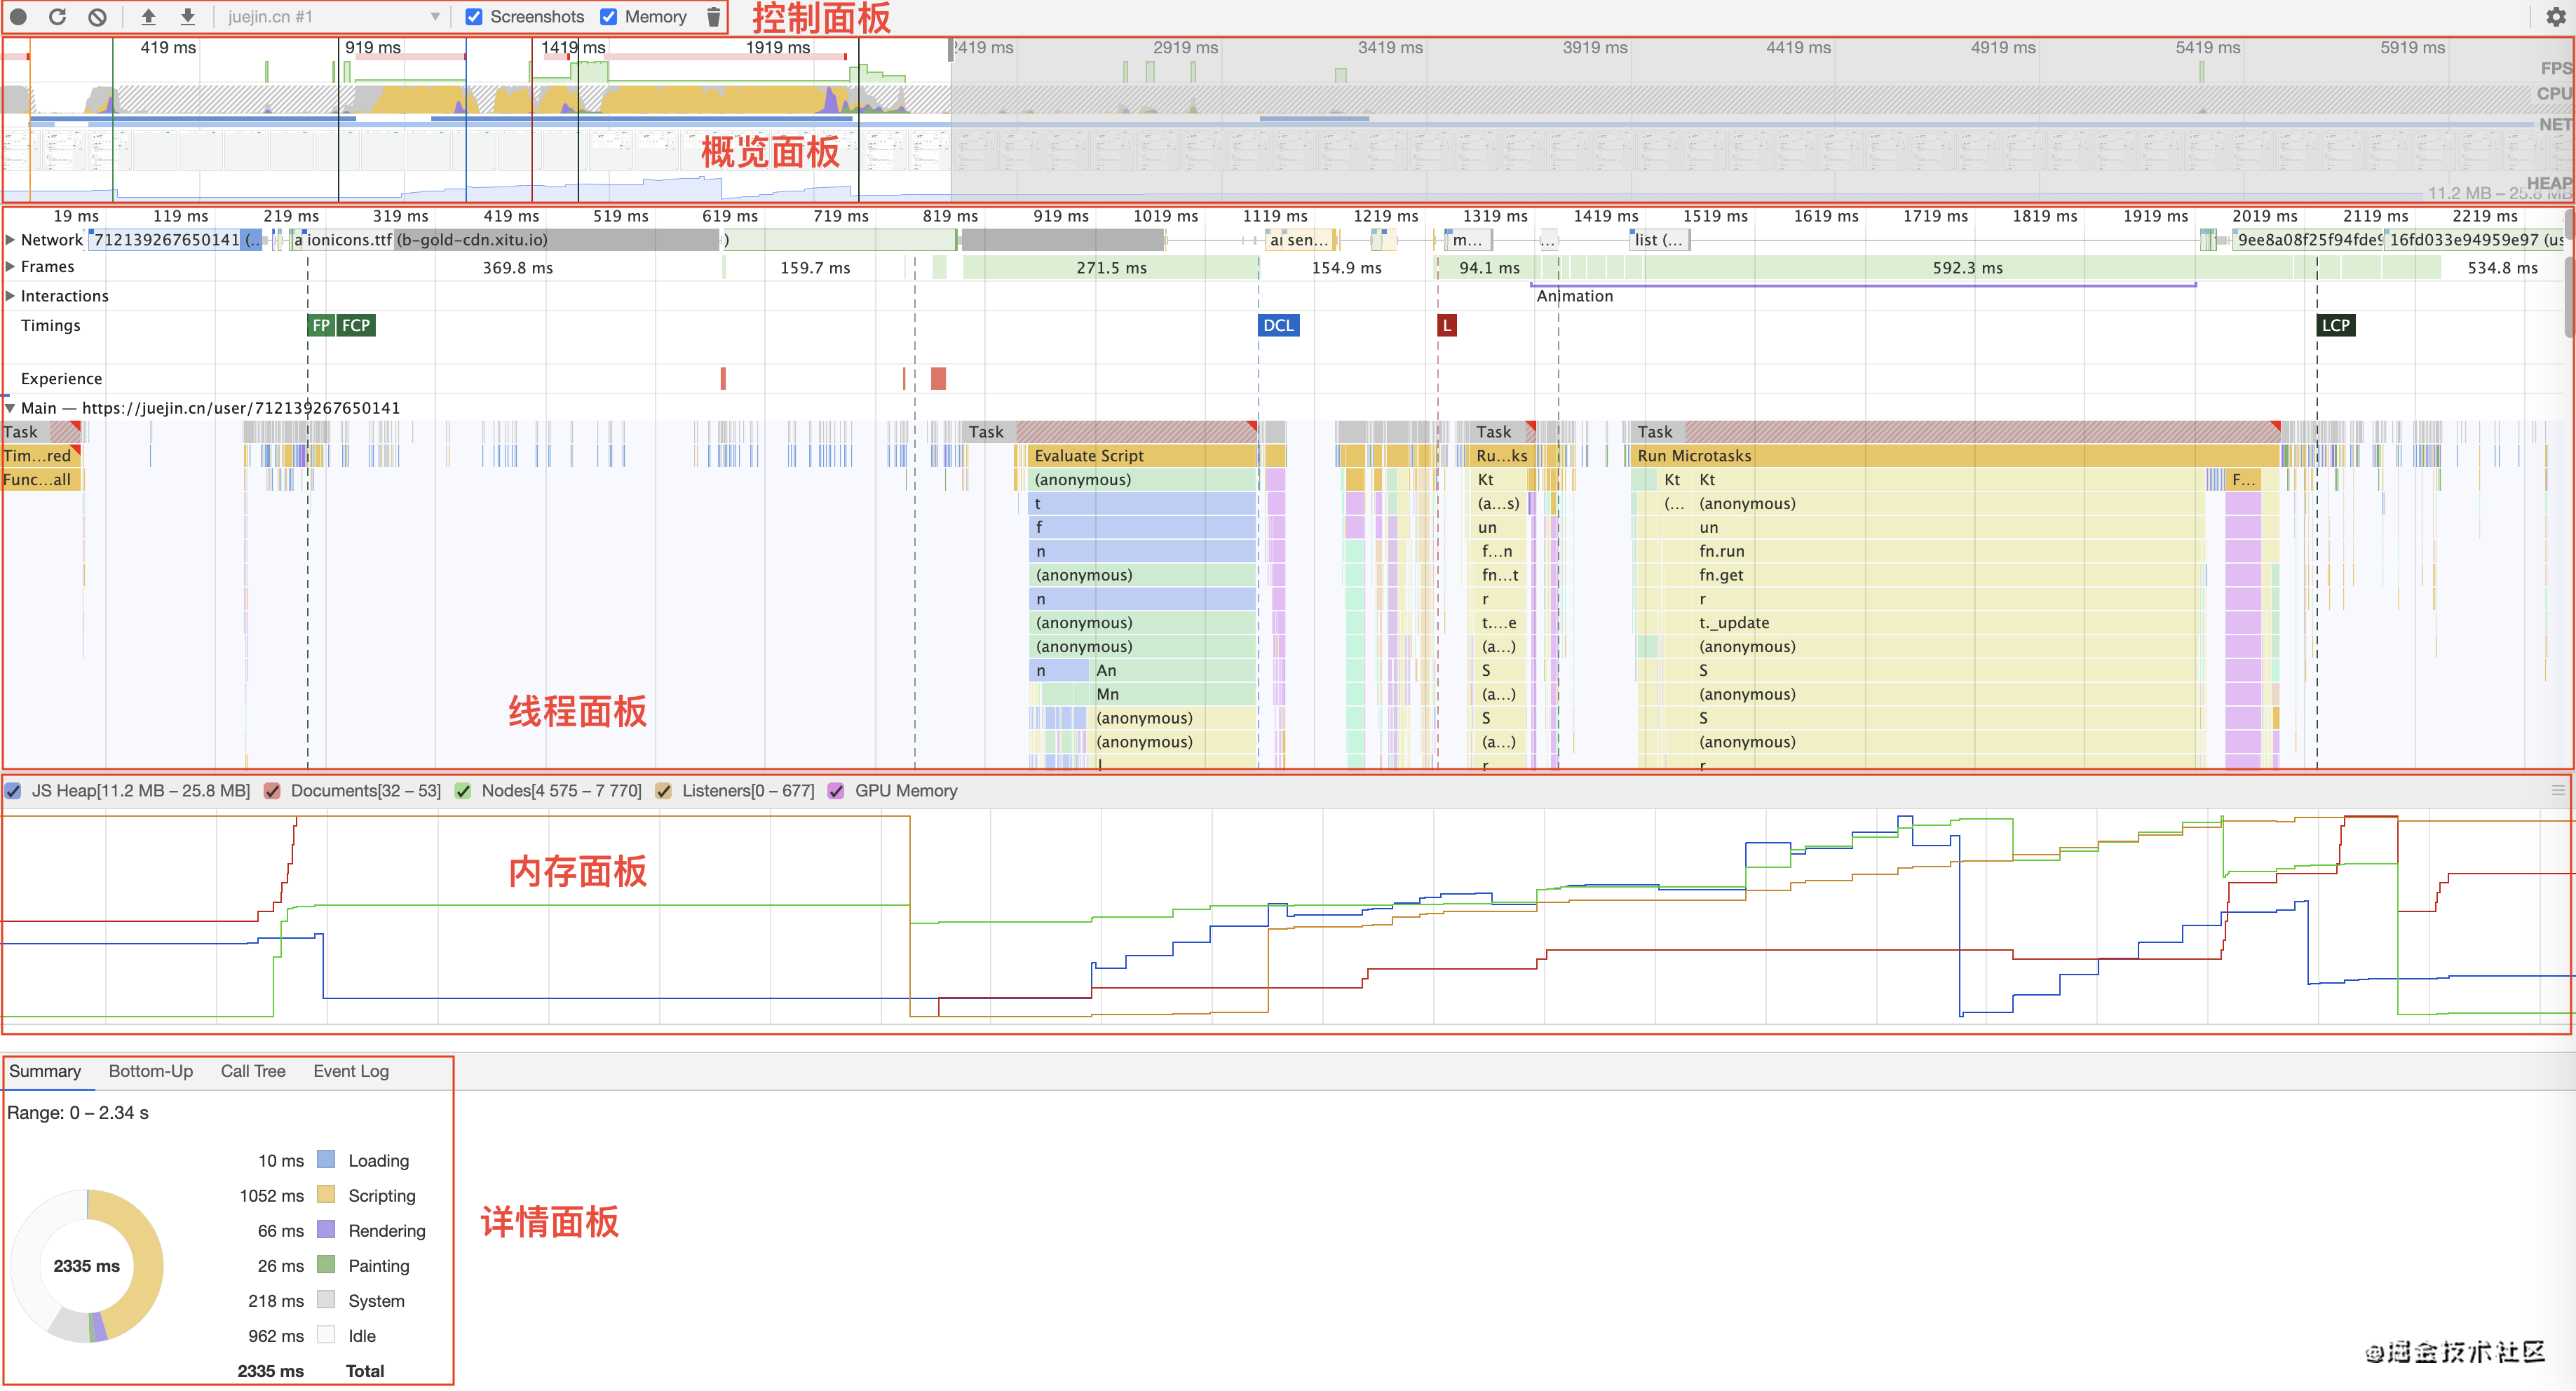 juejin.cn #1 Screenshots Memory 控制面板
419 ms 919 ms 1419 ms 1919 ms 2419 ms 2919 ms 3419 ms 3919 ms 4419 ms 4919 ms 5419 ms 5919 ms
FPS
CPU
NET
概览面板
HEAP
11.2 MB – 25.8 MB
19 ms 119 ms 219 ms 319 ms 419 ms 519 ms 619 ms 719 ms 819 ms 919 ms 1019 ms 1119 ms 1219 ms 1319 ms 1419 ms 1519 ms 1619 ms 1719 ms 1819 ms 1919 ms 2019 ms 2119 ms 2219 ms
Network 712139267650141 (... a ionicons.ttf (b-gold-cdn.xitu.io) ) ai sen... m... ... list (... 9ee8a08f25f94fde9 16fd033e94959e97 (us
Frames 369.8 ms 159.7 ms 271.5 ms 154.9 ms 94.1 ms 592.3 ms 534.8 ms
Interactions Animation
Timings FP FCP DCL L LCP
Experience
Main — https://juejin.cn/user/712139267650141
Task Task Task Task
Tim...red Evaluate Script Ru...ks Run Microtasks
Func...all (anonymous) Kt Kt Kt F...
t (a...s) (... (anonymous)
f un un
n f...n fn.run
(anonymous) fn...t fn.get
n r r
(anonymous) t....e t._update
(anonymous) (a...) (anonymous)
n An S S
Mn (a...) (anonymous)
线程面板
(anonymous) S S
(anonymous) (a...) (anonymous)
l r r
JS Heap[11.2 MB – 25.8 MB] Documents[32 – 53] Nodes[4 575 – 7 770] Listeners[0 – 677] GPU Memory
内存面板
Summary Bottom-Up Call Tree Event Log
Range: 0 – 2.34 s
10 ms Loading
1052 ms Scripting
66 ms Rendering
详情面板
2335 ms
26 ms Painting
218 ms System
962 ms Idle
2335 ms Total
@掘金技术社区